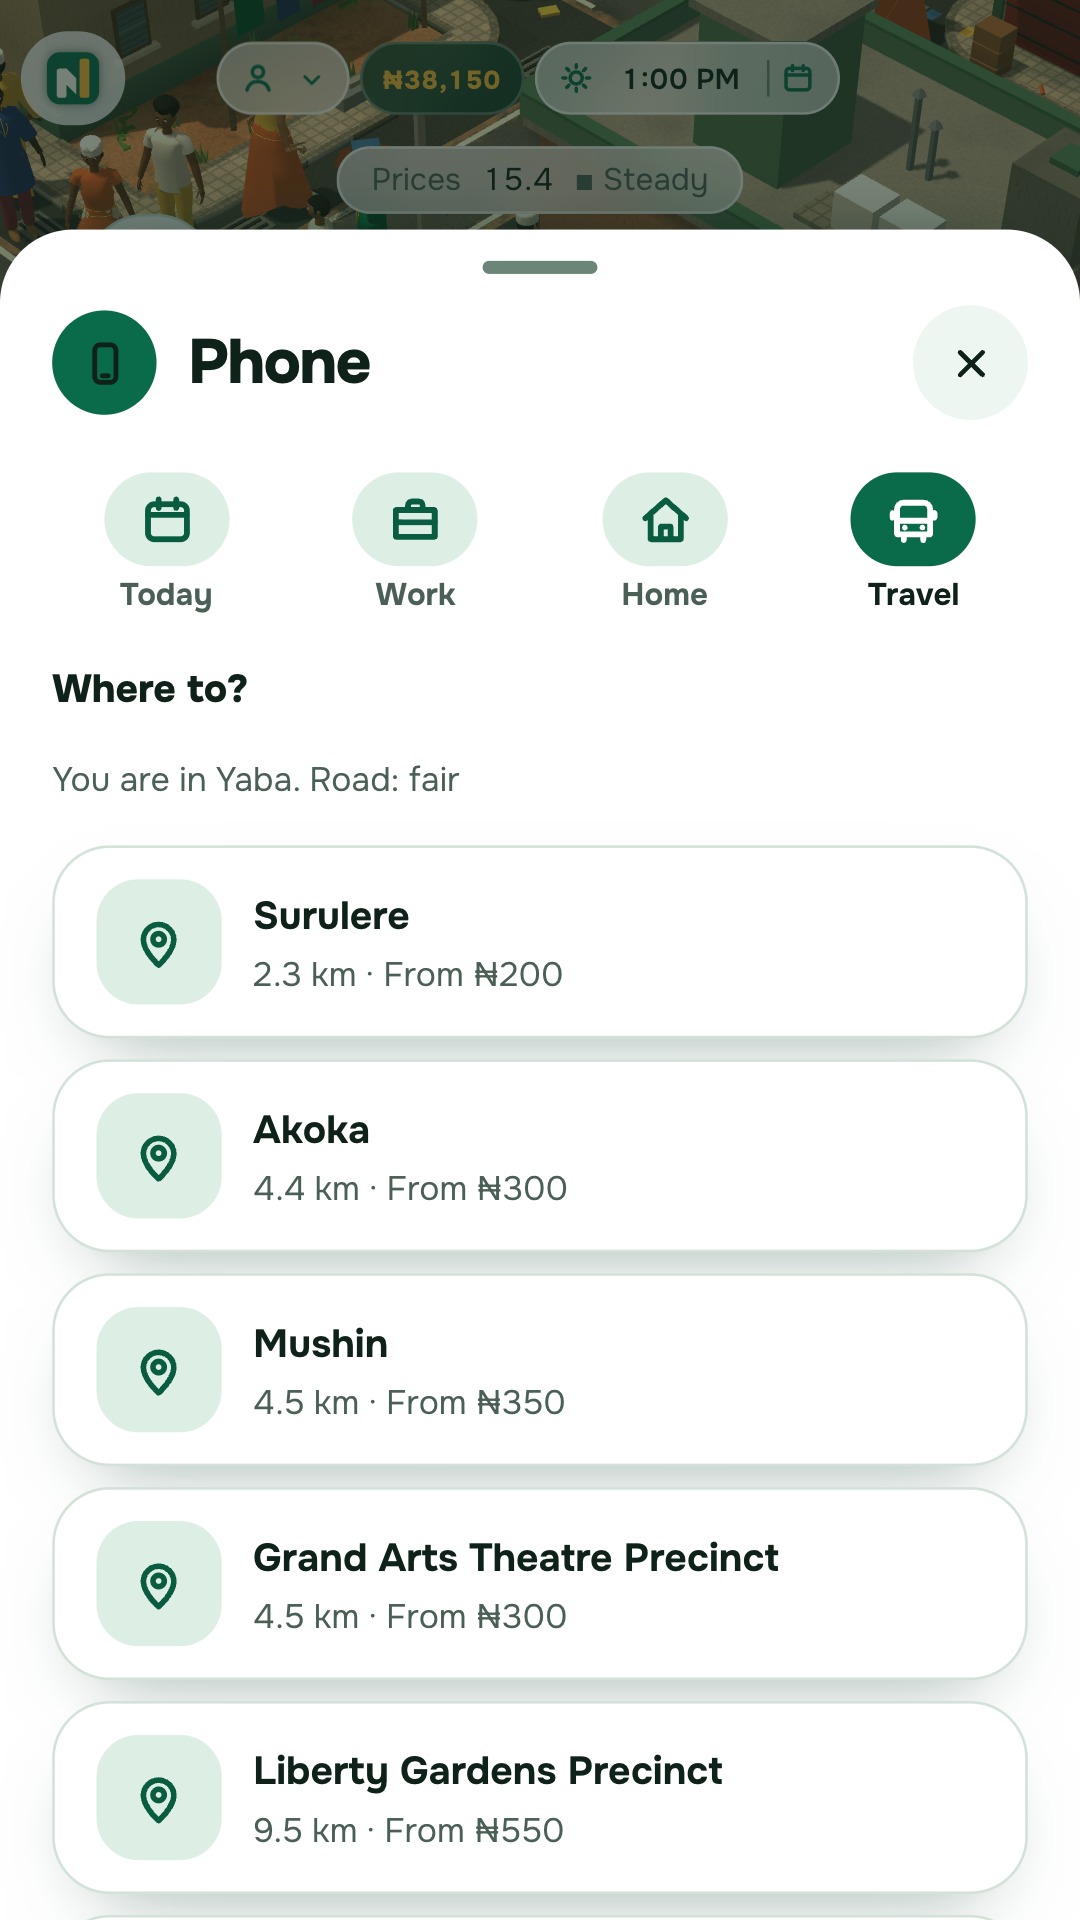 ₦38,150
1:00 PM
Prices 15.4 ■ Steady
Phone
Today Work Home Travel
Where to?
You are in Yaba. Road: fair
Surulere
2.3 km · From ₦200
Akoka
4.4 km · From ₦300
Mushin
4.5 km · From ₦350
Grand Arts Theatre Precinct
4.5 km · From ₦300
Liberty Gardens Precinct
9.5 km · From ₦550